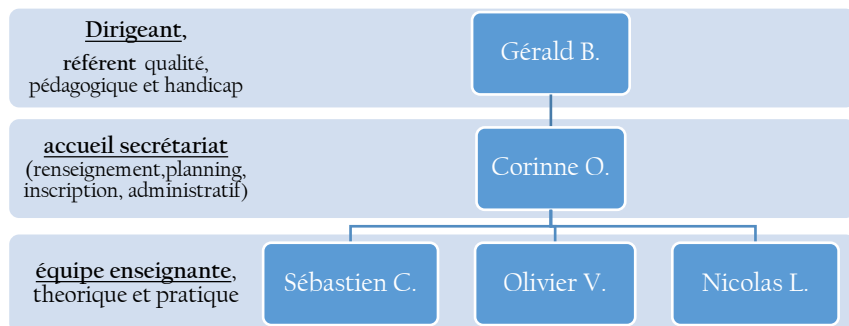 Dirigeant,
référent qualité,
pédagogique et handicap
Gérald B.
accueil secrétariat
(renseignement,planning,
inscription, administratif)
Corinne O.
équipe enseignante,
theorique et pratique
Sébastien C.
Olivier V.
Nicolas L.